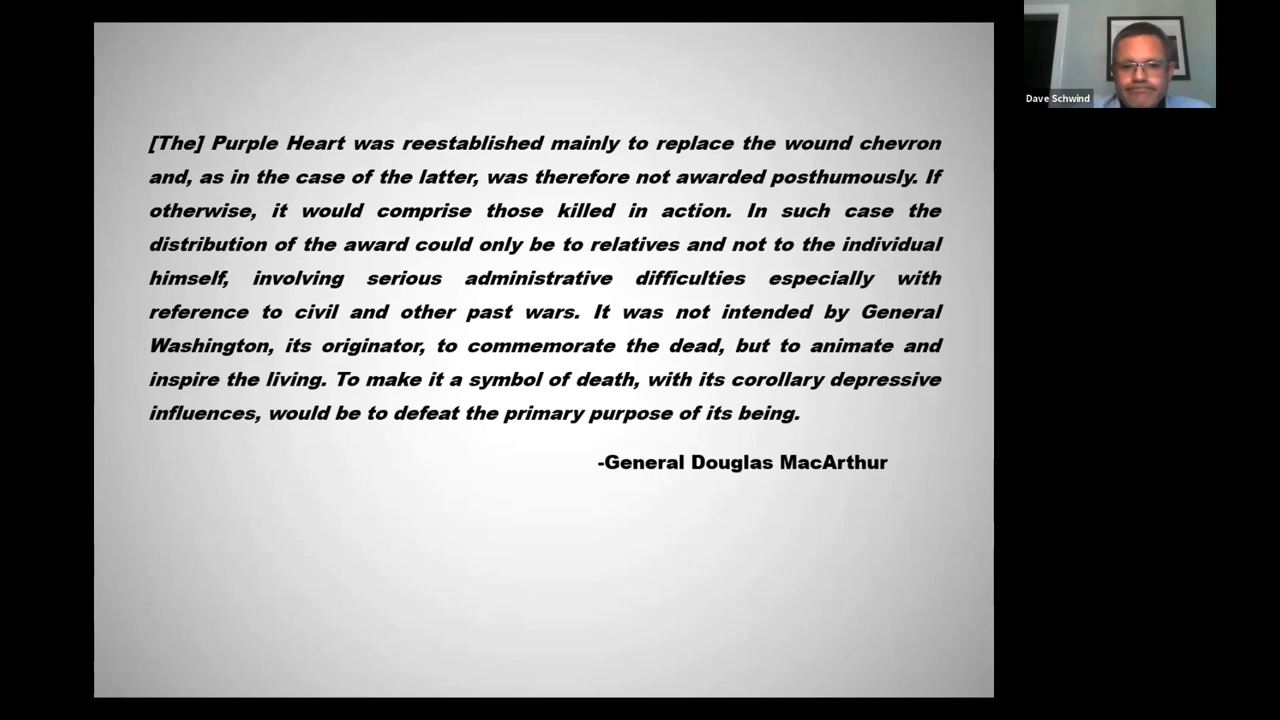 [The] Purple Heart was reestablished mainly to replace the wound chevron
and, as in the case of the latter, was therefore not awarded posthumously. If
otherwise, it would comprise those killed in action. In such case the
distribution of the award could only be to relatives and not to the individual
himself, involving serious administrative difficulties especially with
reference to civil and other past wars. It was not intended by General
Washington, its originator, to commemorate the dead, but to animate and
inspire the living. To make it a symbol of death, with its corollary depressive
influences, would be to defeat the primary purpose of its being.
-General Douglas MacArthur
Dave Schwind